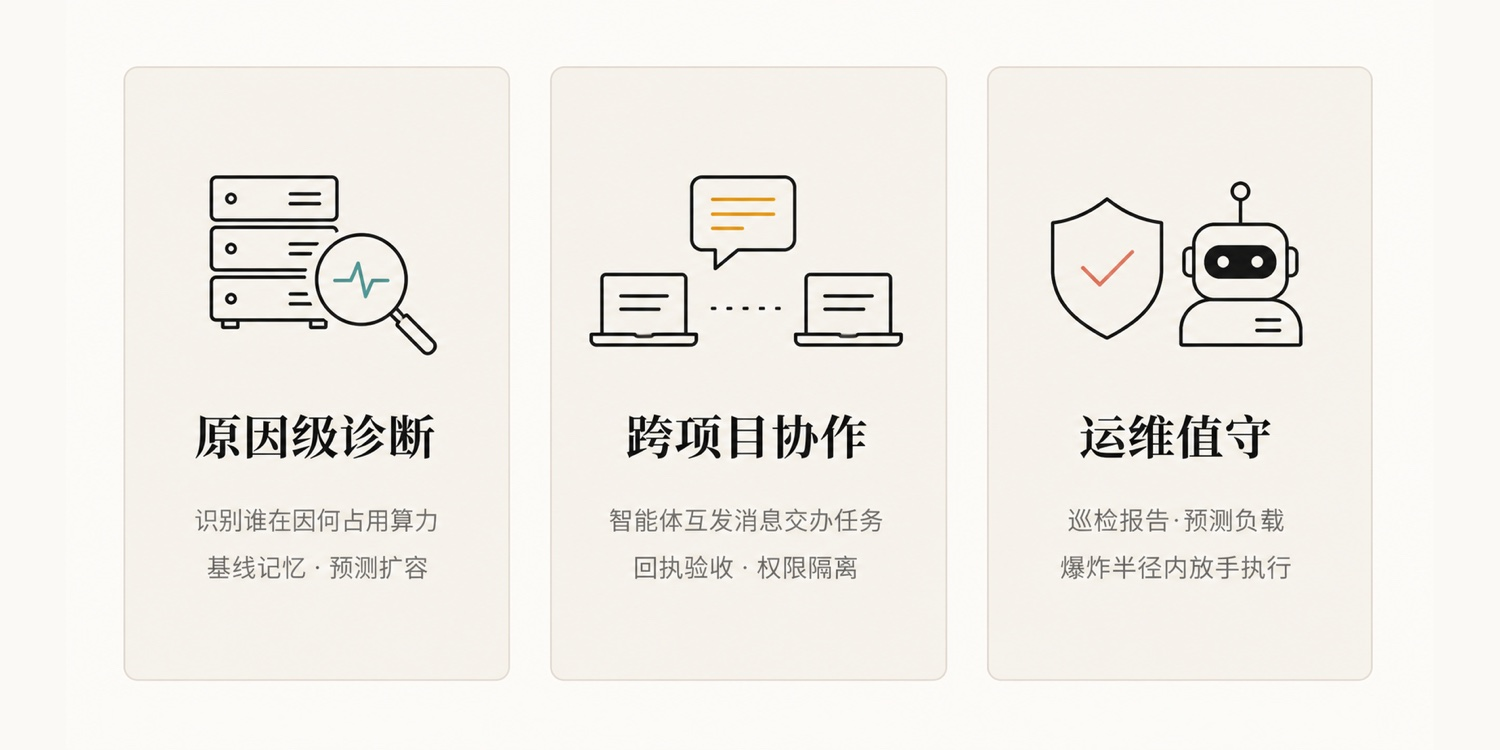 原因级诊断
识别谁在因何占用算力
基线记忆 · 预测扩容
跨项目协作
智能体互发消息交办任务
回执验收 · 权限隔离
运维值守
巡检报告·预测负载
爆炸半径内放手执行